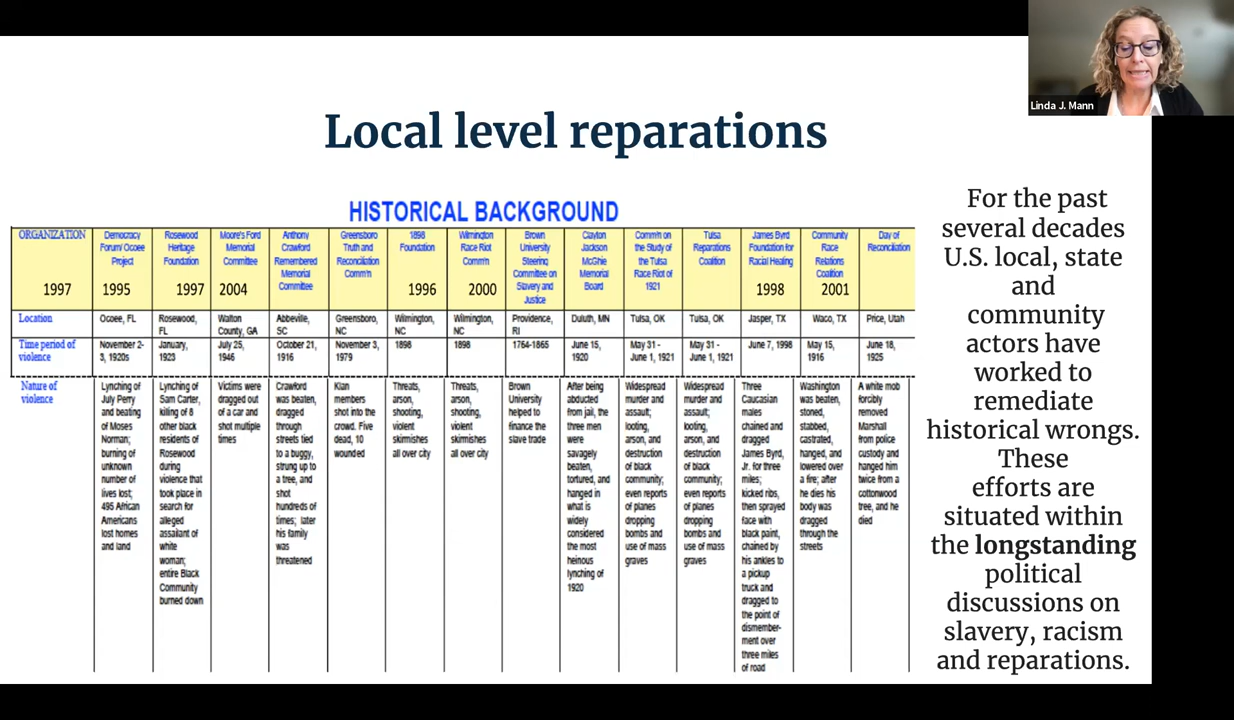 Linda J. Mann
Local level reparations
HISTORICAL BACKGROUND
ORGANIZATION
1997
Democracy
Forum/ Ocoee
Project
1995
Rosewood
Heritage
Foundation
1997
Moore's Ford
Memorial
Committee
2004
Anthony
Crawford
Remembered
Memorial
Committee
Greensboro
Truth and
Reconciliation
Comm'n
1898
Foundation
1996
Wilmington
Race Riot
Comm'n
2000
Brown
University
Steering
Committee on
Slavery and
Justice
Clayton
Jackson
McGhie
Memorial
Board
Comm'n on
the Study of
the Tulsa
Race Riot of
1921
Tulsa
Reparations
Coalition
James Byrd
Foundation for
Racial Healing
1998
Community
Race
Relations
Coalition
2001
Day of
Reconciliation
Location
Ocoee, FL
Rosewood,
FL
Walton
County, GA
Abbeville,
SC
Greensboro,
NC
Wilmington,
NC
Wilmington,
NC
Providence,
RI
Duluth, MN
Tulsa, OK
Tulsa, OK
Jasper, TX
Waco, TX
Price, Utah
Time period of
violence
November 2-
3, 1920s
January,
1923
July 25,
1946
October 21,
1916
November 3,
1979
1898
1898
1764-1865
June 15,
1920
May 31 -
June 1, 1921
May 31 -
June 1, 1921
June 7, 1998
May 15,
1916
June 18,
1925
Nature of
violence
Lynching of
July Perry
and beating
of Moses
Norman;
burning of
unknown
number of
lives lost;
495 African
Americans
lost homes
and land
Lynching of
Sam Carter,
killing of 8
other black
residents of
Rosewood
during
violence that
took place in
search for
alleged
assailant of
white
woman;
entire Black
Community
burned down
Victims were
dragged out
of a car and
shot multiple
times
Crawford
was beaten,
dragged
through
streets tied
to a buggy,
strung up to
a tree, and
shot
hundreds of
times; later
his family
was
threatened
Klan
members
shot into the
crowd. Five
dead, 10
wounded
Threats,
arson,
shooting,
violent
skirmishes
all over city
Threats,
arson,
shooting,
violent
skirmishes
all over city
Brown
University
helped to
finance the
slave trade
After being
abducted
from jail, the
three men
were
savagely
beaten,
tortured, and
hanged in
what is
widely
considered
the most
heinous
lynching of
1920
Widespread
murder and
assault;
looting,
arson, and
destruction
of black
community;
even reports
of planes
dropping
bombs and
use of mass
graves
Widespread
murder and
assault;
looting,
arson, and
destruction
of black
community;
even reports
of planes
dropping
bombs and
use of mass
graves
Three
Caucasian
males
chained and
dragged
James Byrd,
Jr. for three
miles;
kicked ribs,
then sprayed
face with
black paint,
chained by
his ankles to
a pickup
truck and
dragged to
the point of
dismember-
ment over
three miles
of road
Washington
was beaten,
stoned,
stabbed,
castrated,
hanged, and
lowered over
a fire; after
he dies his
body was
dragged
through the
streets
A white mob
forcibly
removed
Marshall
from police
custody and
hanged him
twice from a
cottonwood
tree, and he
died
For the past
several decades
U.S. local, state
and
community
actors have
worked to
remediate
historical wrongs.
These
efforts are
situated within
the longstanding
political
discussions on
slavery, racism
and reparations.